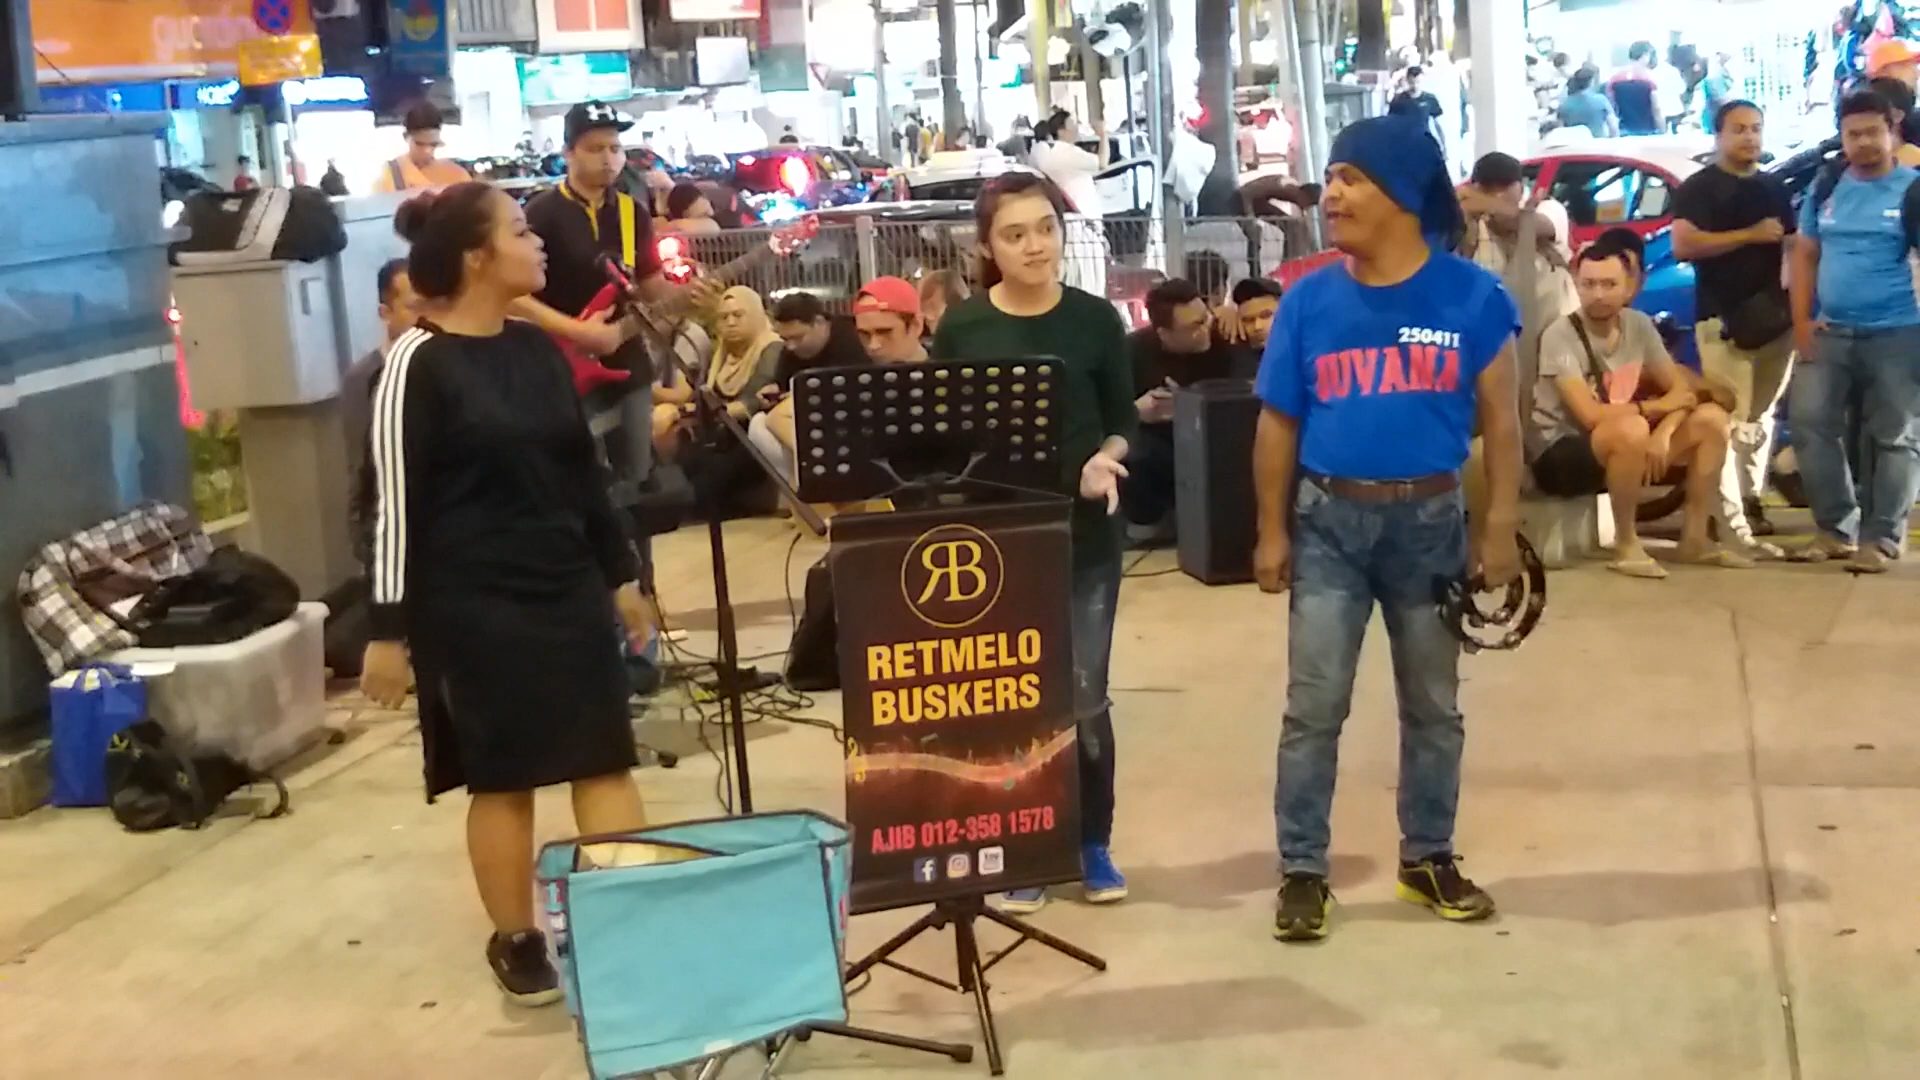 250411
JUVANA
RB
RETMELO
BUSKERS
AJIB 012-358 1578